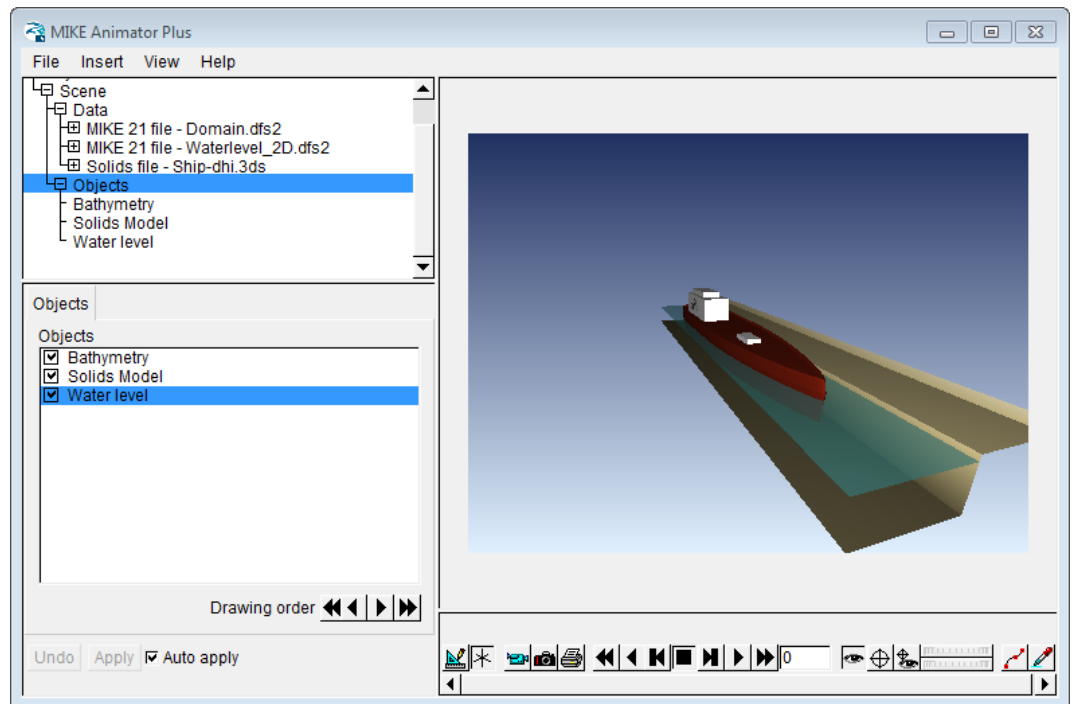 MIKE Animator Plus
File Insert View Help
Scene
Data
MIKE 21 file - Domain.dfs2
MIKE 21 file - Waterlevel_2D.dfs2
Solids file - Ship-dhi.3ds
Objects
Bathymetry
Solids Model
Water level
Objects
Objects
Bathymetry
Solids Model
Water level
Drawing order
Undo Apply Auto apply
0